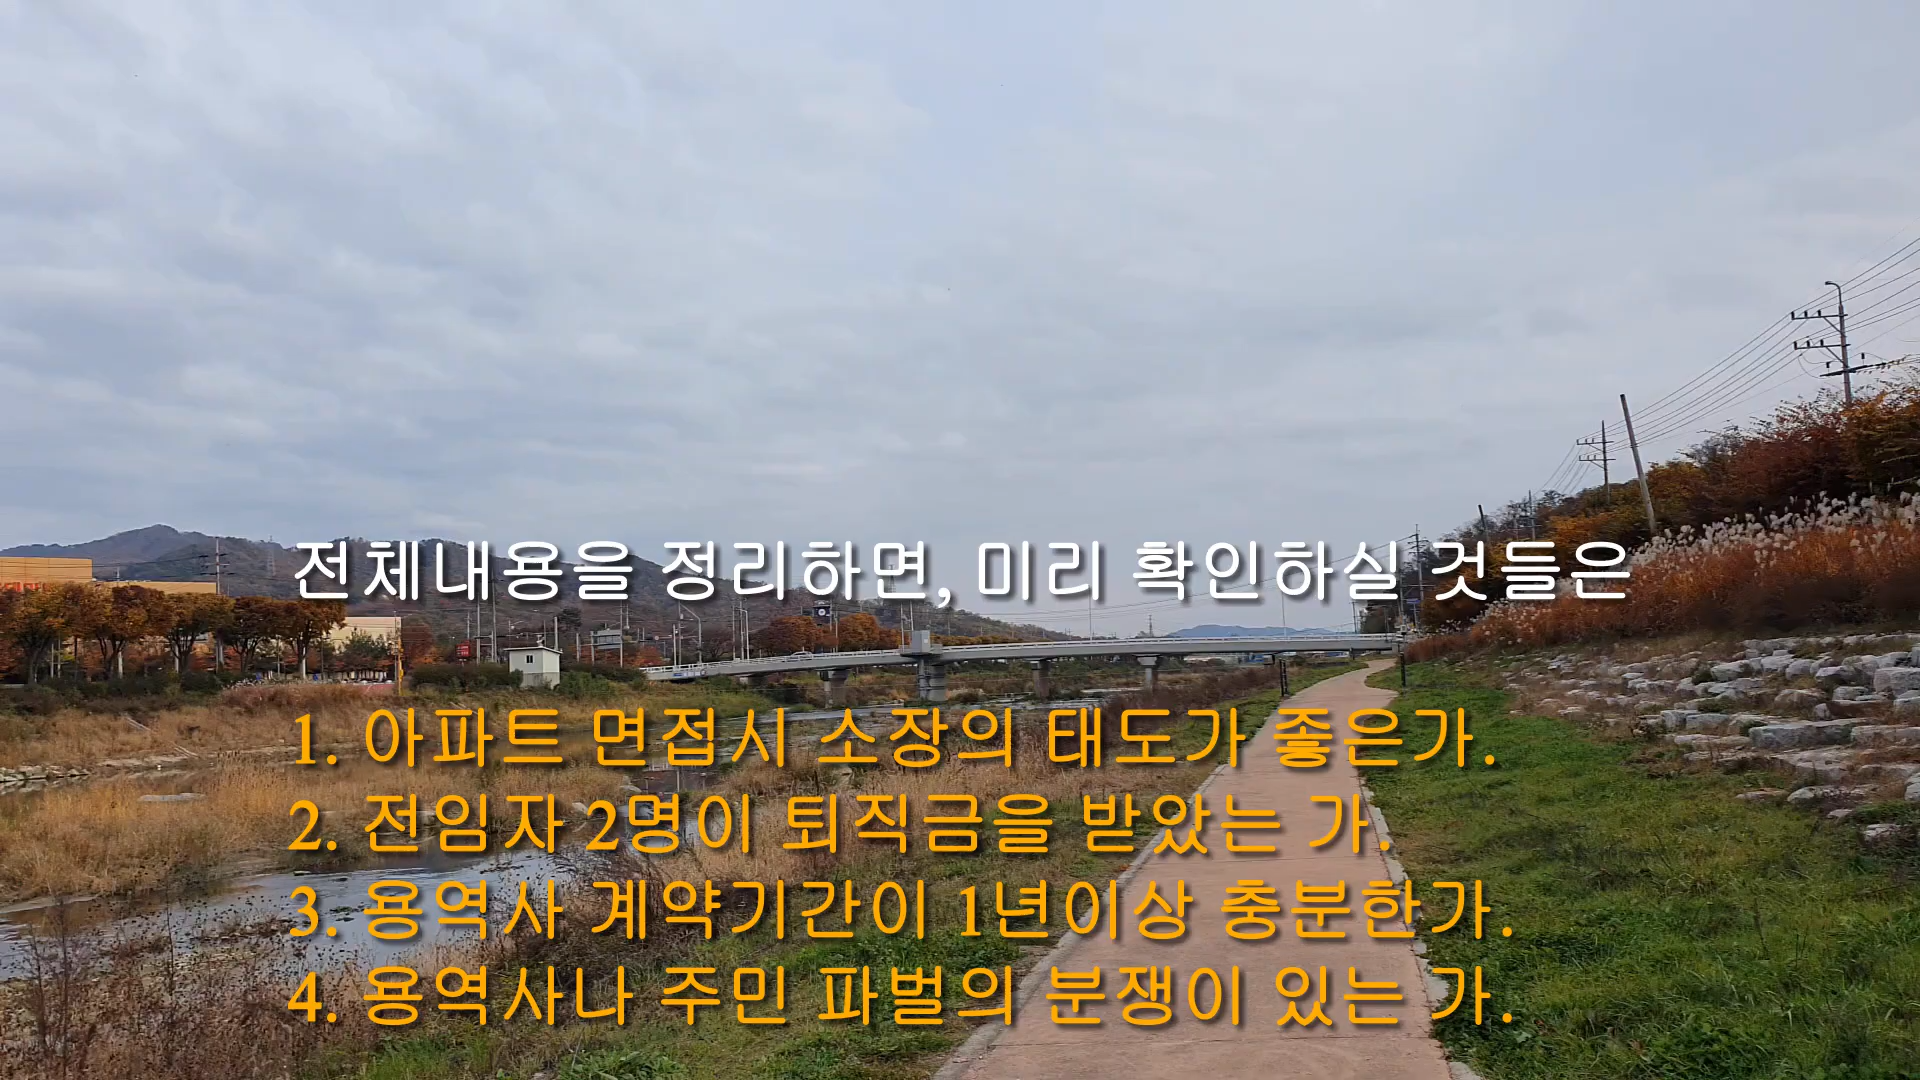 전체내용을 정리하면, 미리 확인하실 것들은
1. 아파트 면접시 소장의 태도가 좋은가.
2. 전임자 2명이 퇴직금을 받았는 가.
3. 용역사 계약기간이 1년이상 충분한가.
4. 용역사나 주민 파벌의 분쟁이 있는 가.